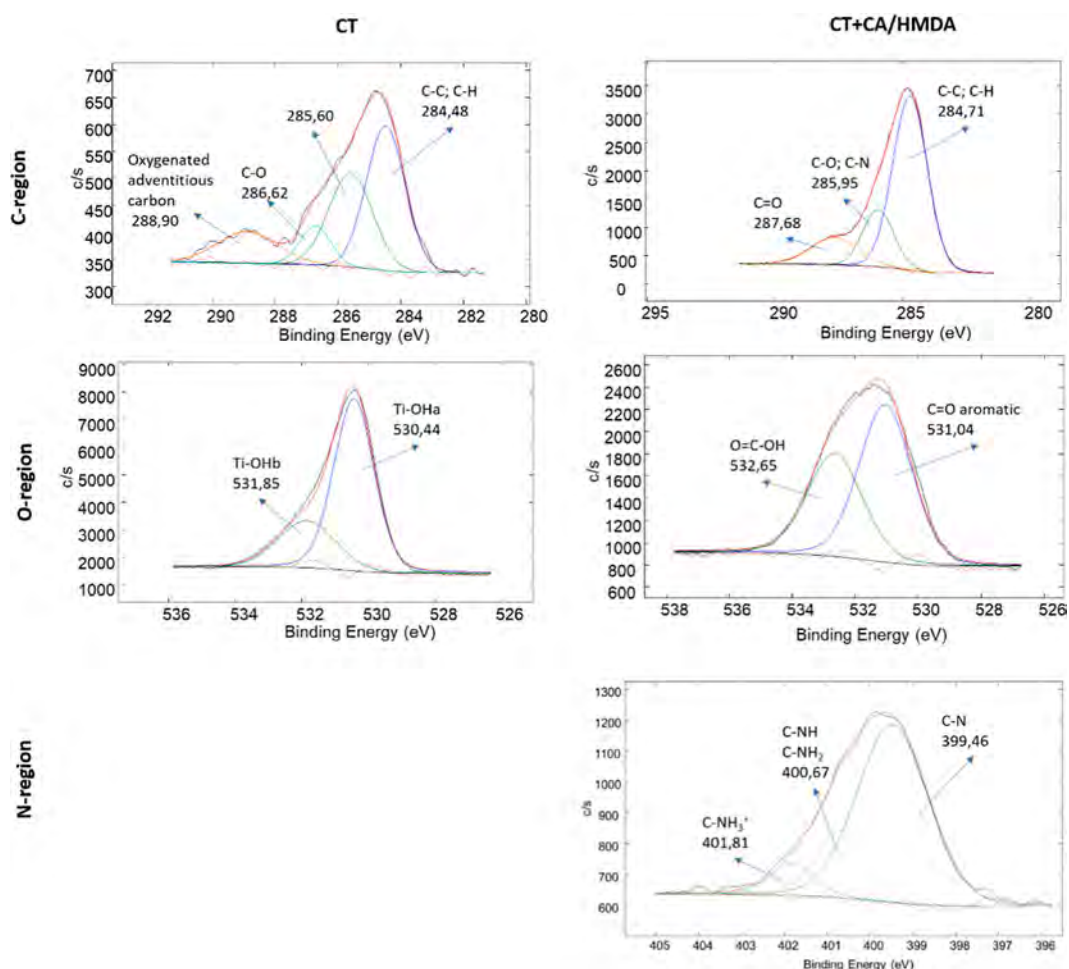 CT
CT+CA/HMDA
C-region
c/s
700
650
600
550
500
450
400
350
300
Oxygenated
adventitious
carbon
288,90
C-O
286,62
285,60
C-C; C-H
284,48
292 290 288 286 284 282 280
Binding Energy (eV)
c/s
3500
3000
2500
2000
1500
1000
500
0
C=O
287,68
C-O; C-N
285,95
C-C; C-H
284,71
295 290 285 280
Binding Energy (eV)
O-region
c/s
9000
8000
7000
6000
5000
4000
3000
2000
1000
Ti-OHb
531,85
Ti-OHa
530,44
536 534 532 530 528 526
Binding Energy (eV)
c/s
2600
2400
2200
2000
1800
1600
1400
1200
900
800
600
O=C-OH
532,65
C=O aromatic
531,04
538 536 534 532 530 528 526
Binding Energy (eV)
N-region
c/s
1300
1200
1100
1000
900
800
700
600
C-NH₃⁺
401,81
C-NH
C-NH₂
400,67
C-N
399,46
405 404 403 402 401 400 399 398 397 396
Binding Energy (eV)